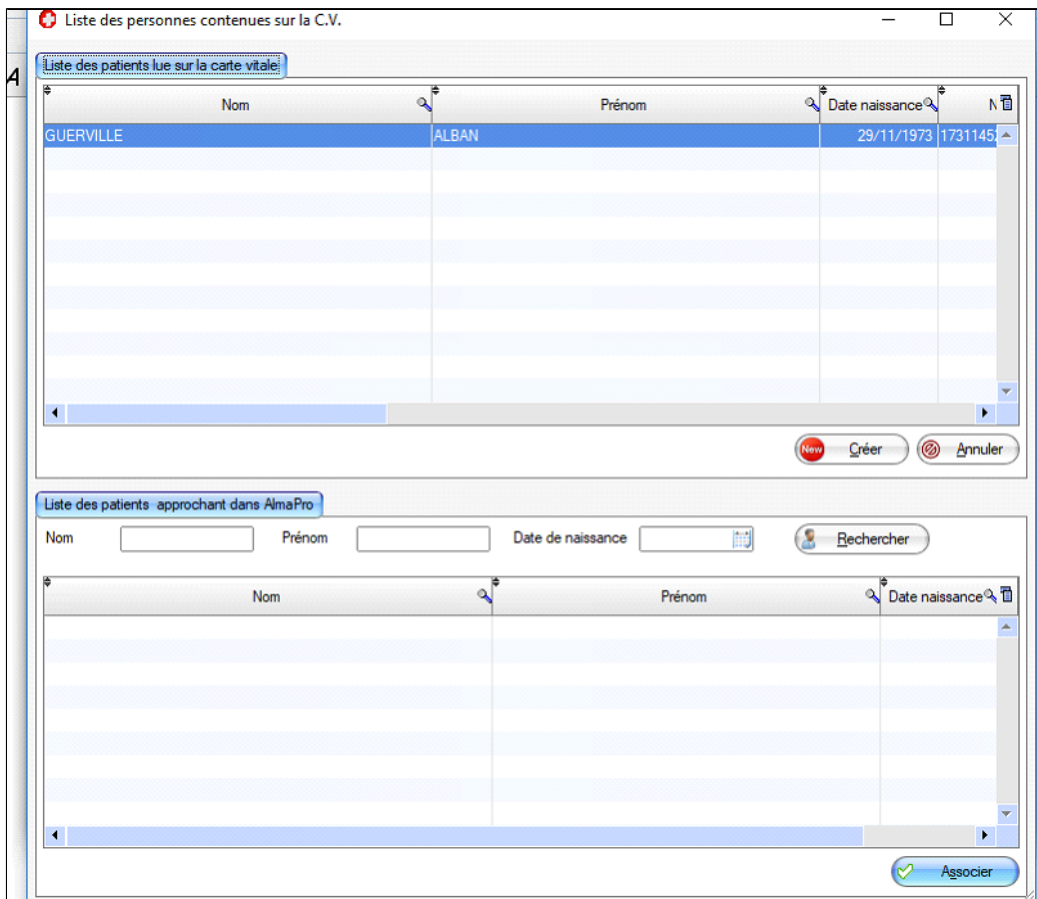 Liste des personnes contenues sur la C.V.
A
Liste des patients lue sur la carte vitale
Nom Prénom Date naissance N
GUERVILLE ALBAN 29/11/1973 1731145
New Créer Annuler
Liste des patients approchant dans AlmaPro
Nom Prénom Date de naissance Rechercher
Nom Prénom Date naissance
Associer